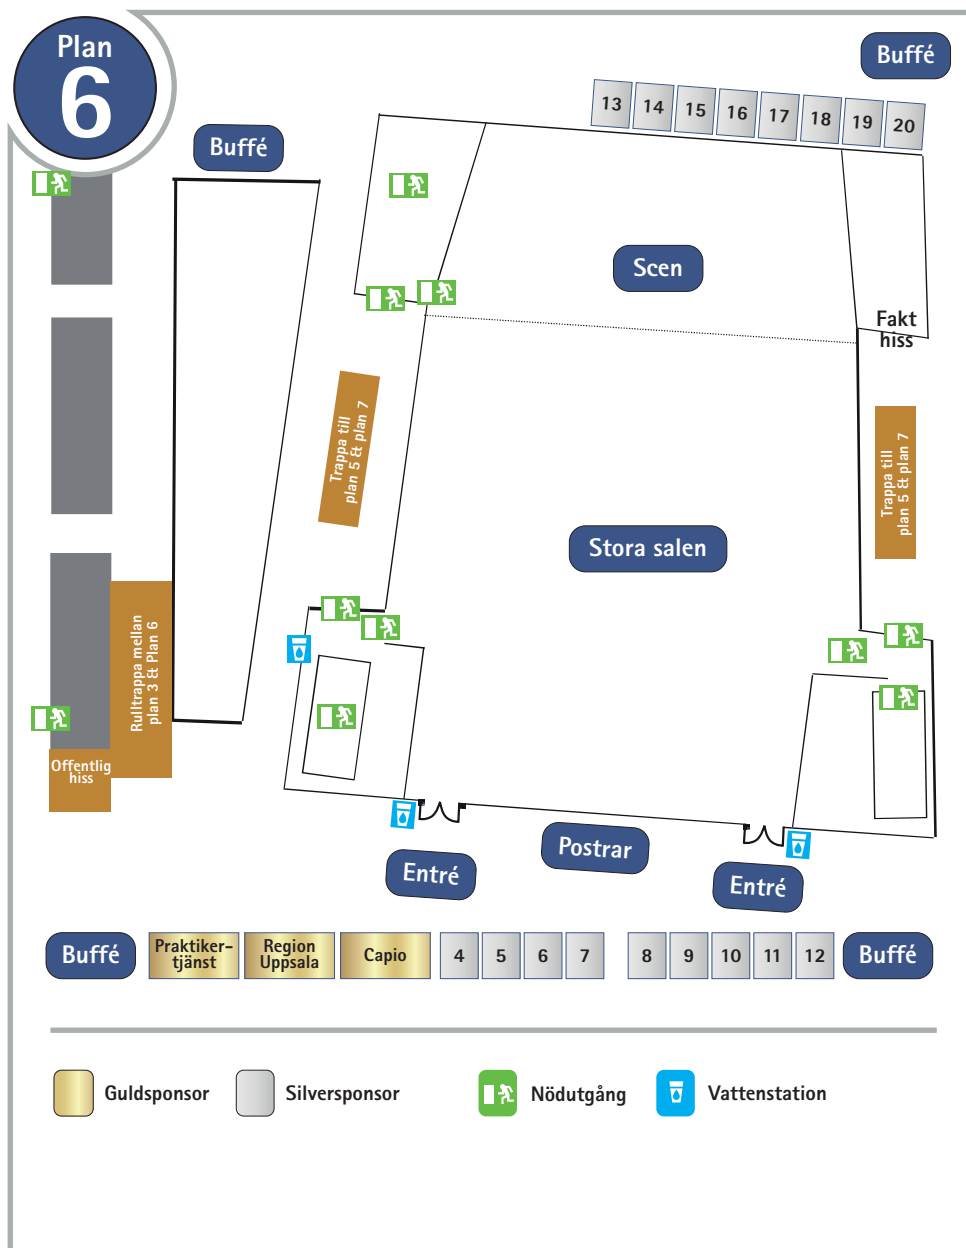 Plan
6
Buffé
Buffé
13
14
15
16
17
18
19
20
Scen
Fakt
hiss
Trappa till
plan 5 & plan 7
Trappa till
plan 5 & plan 7
Stora salen
Rulltrappa mellan
plan 3 & Plan 6
Offentlig
hiss
Entré
Postrar
Entré
Buffé
Praktiker-
tjänst
Region
Uppsala
Capio
4
5
6
7
8
9
10
11
12
Buffé
Guldsponsor
Silversponsor
Nödutgång
Vattenstation